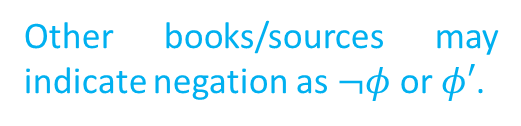 Other books/sources may
indicate negation as ¬ϕ or ϕ′.